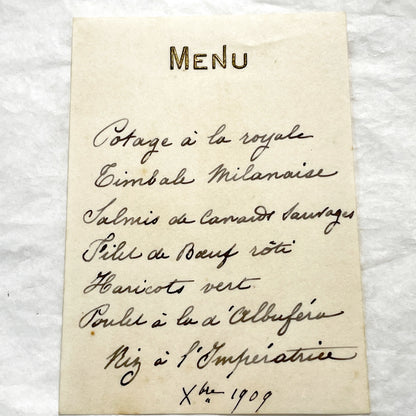 MENU
Potage à la royale
Timbale Milanaise
Salmis de Canards Sauvages
Filet de Bœuf rôti
Haricots vert
Poulet à la d'Albuféra
Riz à l'Impératrice
Xbre 1909